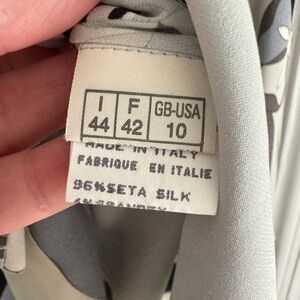 I F GB-USA
44 42 10
MADE IN ITALY
FABRIQUE EN ITALIE
96%SETA SILK